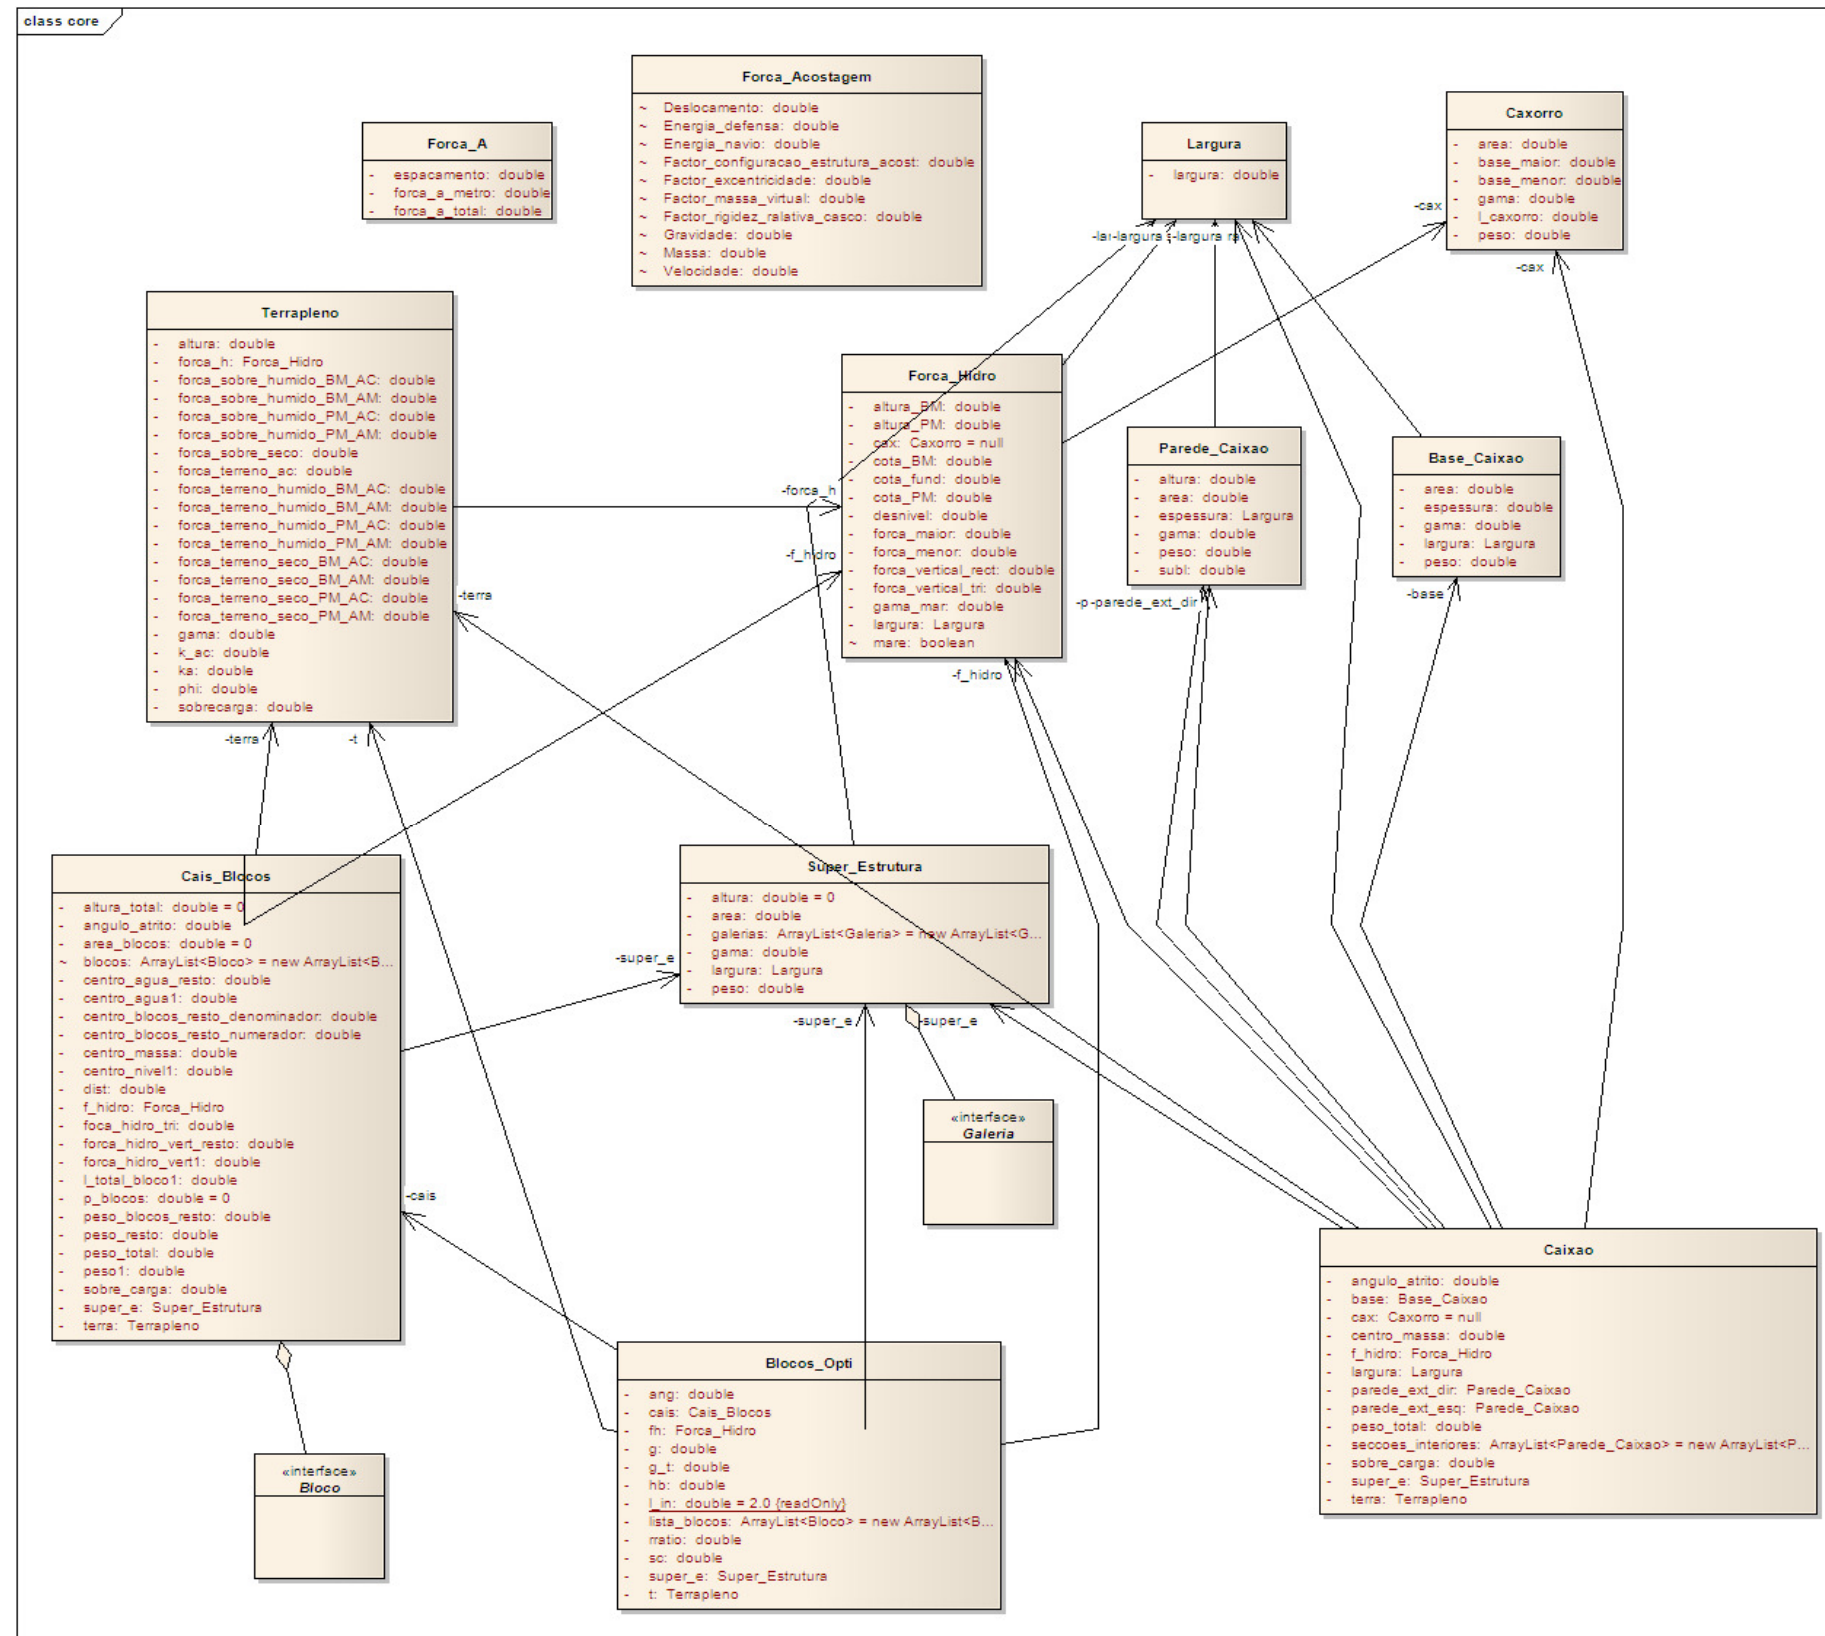 class core
Forca_Acostagem
~ Deslocamento: double
~ Energia_defensa: double
~ Energia_navio: double
~ Factor_configuracao_estrutura_acost: double
~ Factor_excentricidade: double
~ Factor_massa_virtual: double
~ Factor_rigidez_ralativa_casco: double
~ Gravidade: double
~ Massa: double
~ Velocidade: double
Forca_A
- espacamento: double
- forca_a_metro: double
- forca_a_total: double
Largura
- largura: double
Caxorro
- area: double
- base_maior: double
- base_menor: double
- gama: double
- l_caxorro: double
- peso: double
-cax
-cax
-largura
-largura
Terrapleno
- altura: double
- forca_h: Forca_Hidro
- forca_sobre_humido_BM_AC: double
- forca_sobre_humido_BM_AM: double
- forca_sobre_humido_PM_AC: double
- forca_sobre_humido_PM_AM: double
- forca_sobre_seco: double
- forca_terreno_ac: double
- forca_terreno_humido_BM_AC: double
- forca_terreno_humido_BM_AM: double
- forca_terreno_humido_PM_AC: double
- forca_terreno_humido_PM_AM: double
- forca_terreno_seco_BM_AC: double
- forca_terreno_seco_BM_AM: double
- forca_terreno_seco_PM_AC: double
- forca_terreno_seco_PM_AM: double
- gama: double
- k_ac: double
- ka: double
- phi: double
- sobrecarga: double
-terra
-terra
-t
Forca_Hidro
- altura_BM: double
- altura_PM: double
- cax: Caxorro = null
- cota_BM: double
- cota_fund: double
- cota_PM: double
- desnivel: double
- forca_maior: double
- forca_menor: double
- forca_vertical_rect: double
- forca_vertical_tri: double
- gama_mar: double
- largura: Largura
~ mare: boolean
-forca_h
-f_hidro
-f_hidro
Parede_Caixao
- altura: double
- area: double
- espessura: Largura
- gama: double
- peso: double
- subl: double
-p-parede_ext_dir
Base_Caixao
- area: double
- espessura: double
- gama: double
- largura: Largura
- peso: double
-base
Cais_Blocos
- altura_total: double = 0
- angulo_atrito: double
- area_blocos: double = 0
~ blocos: ArrayList<Bloco> = new ArrayList<B...
- centro_agua_resto: double
- centro_agua1: double
- centro_blocos_resto_denominador: double
- centro_blocos_resto_numerador: double
- centro_massa: double
- centro_nivel1: double
- dist: double
- f_hidro: Forca_Hidro
- foca_hidro_tri: double
- forca_hidro_vert_resto: double
- forca_hidro_vert1: double
- l_total_bloco1: double
- p_blocos: double = 0
- peso_blocos_resto: double
- peso_resto: double
- peso_total: double
- peso1: double
- sobre_carga: double
- super_e: Super_Estrutura
- terra: Terrapleno
-cais
Super_Estrutura
- altura: double = 0
- area: double
- galerias: ArrayList<Galeria> = new ArrayList<G...
- gama: double
- largura: Largura
- peso: double
-super_e
-super_e
-super_e
«interface»
Galeria
Caixao
- angulo_atrito: double
- base: Base_Caixao
- cax: Caxorro = null
- centro_massa: double
- f_hidro: Forca_Hidro
- largura: Largura
- parede_ext_dir: Parede_Caixao
- parede_ext_esq: Parede_Caixao
- peso_total: double
- seccoes_interiores: ArrayList<Parede_Caixao> = new ArrayList<P...
- sobre_carga: double
- super_e: Super_Estrutura
- terra: Terrapleno
Blocos_Opti
- ang: double
- cais: Cais_Blocos
- fh: Forca_Hidro
- g: double
- g_t: double
- hb: double
- l_in: double = 2.0 {readOnly}
- lista_blocos: ArrayList<Bloco> = new ArrayList<B...
- rratio: double
- sc: double
- super_e: Super_Estrutura
- t: Terrapleno
«interface»
Bloco